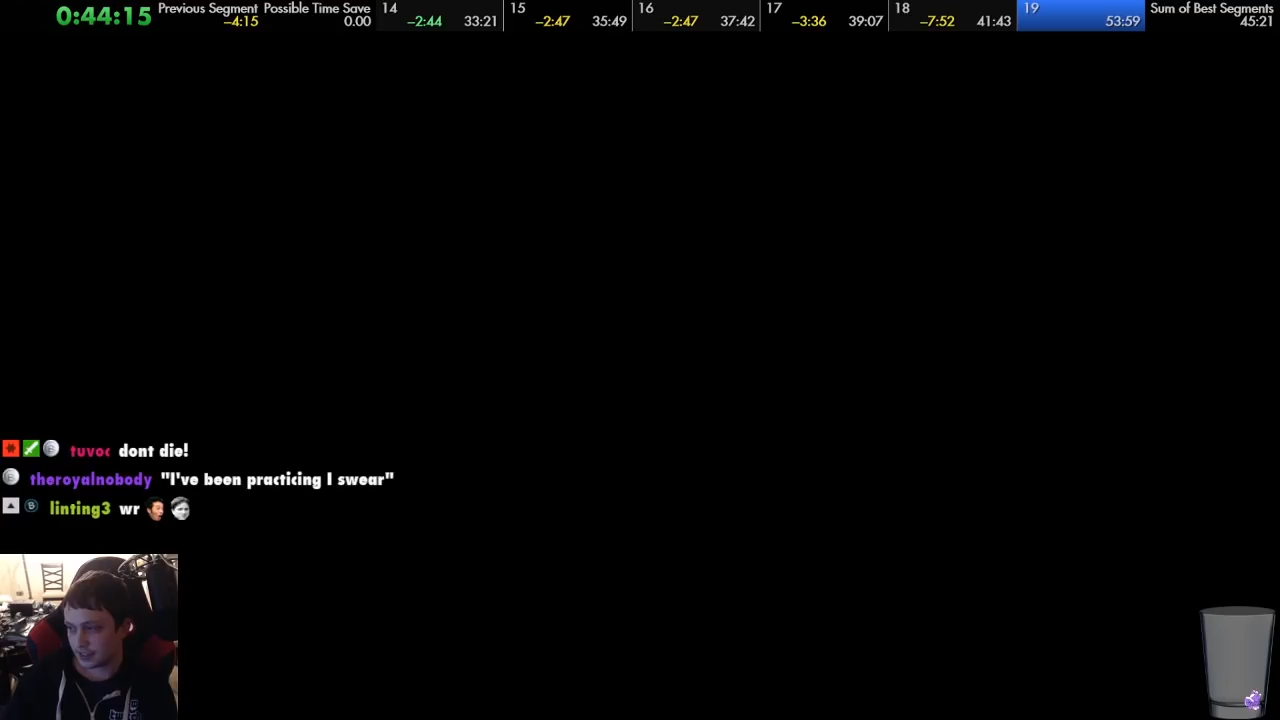 0:44:15
Previous Segment
–4:15
Possible Time Save
0.00
14
–2:44 33:21
15
–2:47 35:49
16
–2:47 37:42
17
–3:36 39:07
18
–7:52 41:43
19
53:59
Sum of Best Segments
45:21
tuvoc dont die!
theroyalnobody "I've been practicing I swear"
linting3 wr